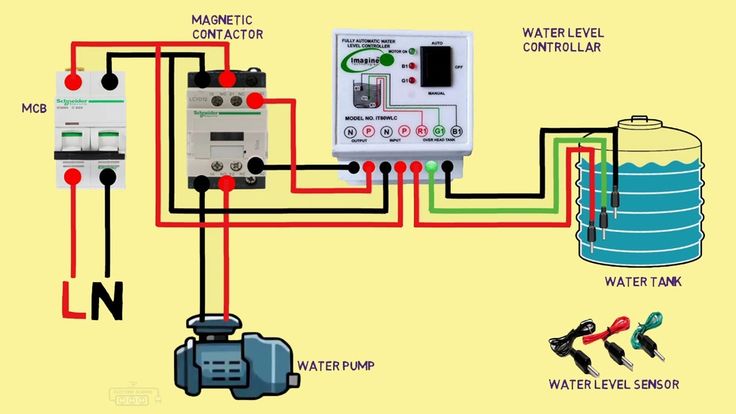 MAGNETIC
CONTACTOR
WATER LEVEL
CONTROLLAR
MCB
Schneider
Schneider
LC1D12
FULLY AUTOMATIC WATER
LEVEL CONTROLLER
imagine
MOTOR ON
B1
G1
AUTO
OFF
MANUAL
MODEL NO. IT80WLC
N P N P R1 G1 B1
OUTPUT INPUT OVER HEAD TANK
L N
WATER PUMP
WATER TANK
WATER LEVEL SENSOR